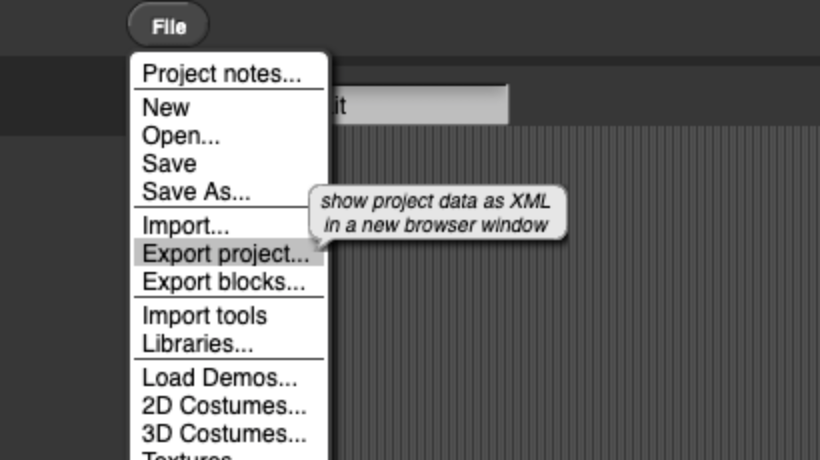 File
Project notes...
New
it
Open...
Save
Save As...
show project data as XML
in a new browser window
Import...
Export project...
Export blocks...
Import tools
Libraries...
Load Demos...
2D Costumes...
3D Costumes...
Textures